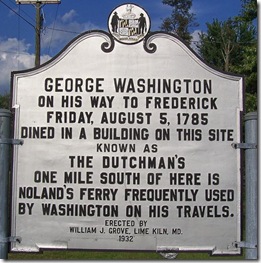 GEORGE WASHINGTON
ON HIS WAY TO FREDERICK
FRIDAY, AUGUST 5, 1785
DINED IN A BUILDING ON THIS SITE
KNOWN AS
THE DUTCHMAN'S
ONE MILE SOUTH OF HERE IS
NOLAND'S FERRY FREQUENTLY USED
BY WASHINGTON ON HIS TRAVELS.
ERECTED BY
WILLIAM J. GROVE, LIME KILN, MD.
1932